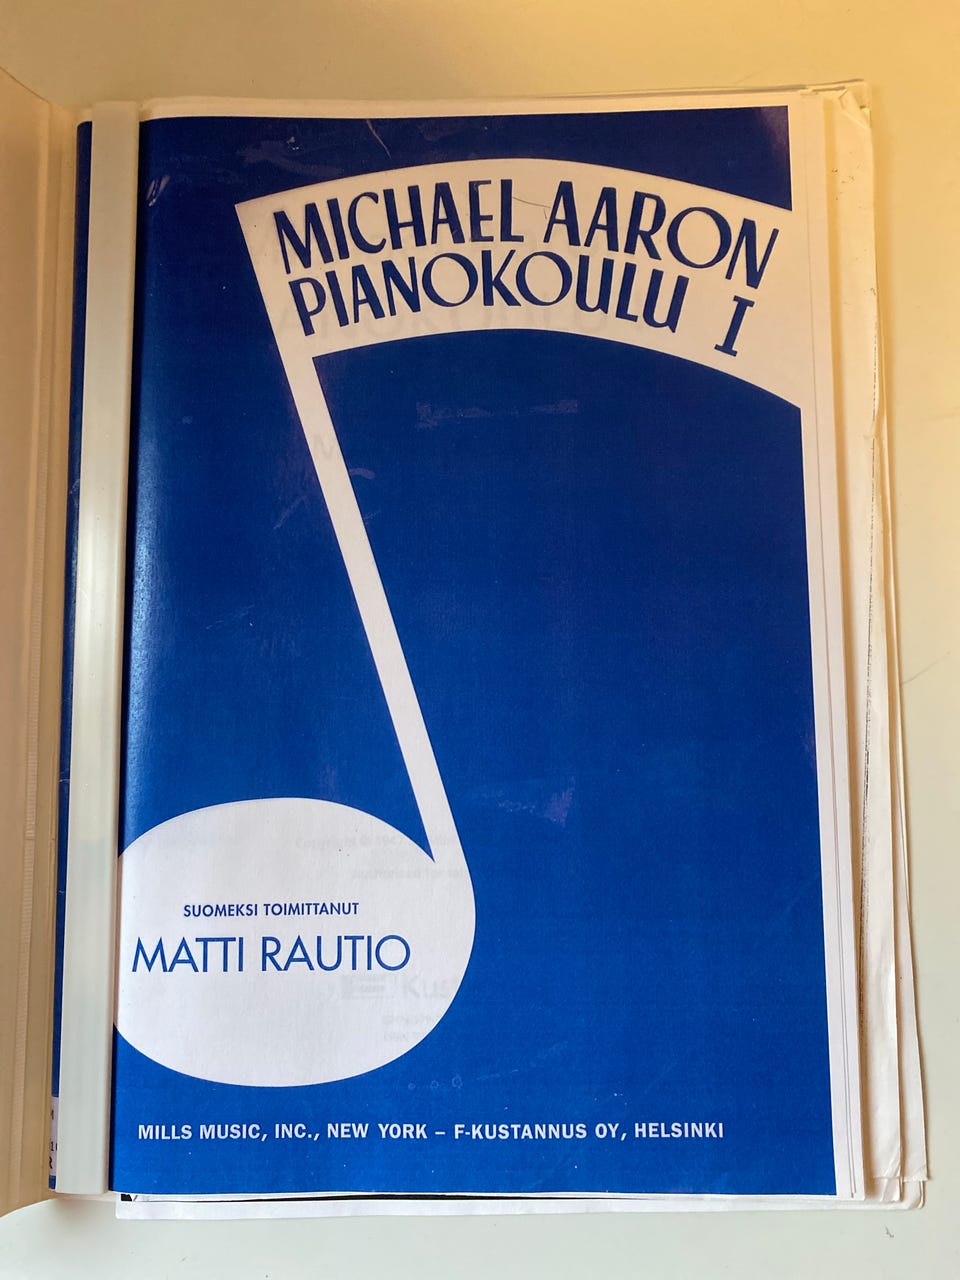 MICHAEL AARON
PIANOKOULU I
SUOMEKSI TOIMITTANUT
MATTI RAUTIO
MILLS MUSIC, INC., NEW YORK – F-KUSTANNUS OY, HELSINKI